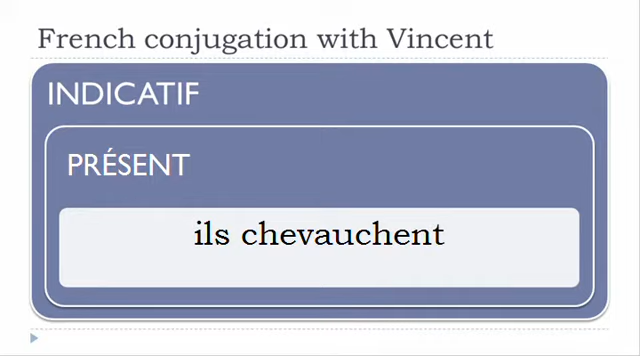 French conjugation with Vincent
INDICATIF
PRÉSENT
ils chevauchent